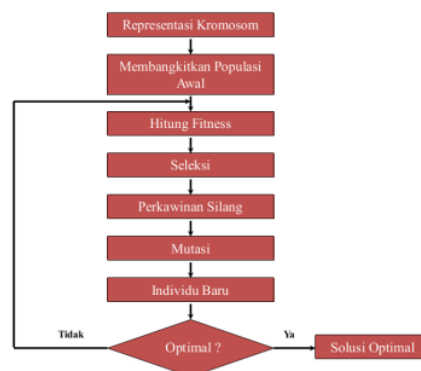 Representasi Kromosom
Membangkitkan Populasi
Awal
Hitung Fitness
Seleksi
Perkawinan Silang
Mutasi
Individu Baru
Tidak
Optimal ?
Ya
Solusi Optimal